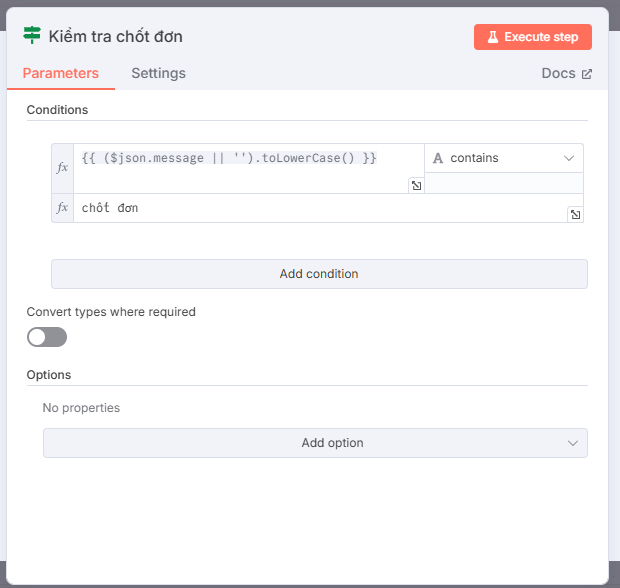 Kiểm tra chốt đơn
Execute step
Parameters
Settings
Docs
Conditions
fx
{{ ($json.message || '').toLowerCase() }}
A contains
fx
chốt đơn
Add condition
Convert types where required
Options
No properties
Add option